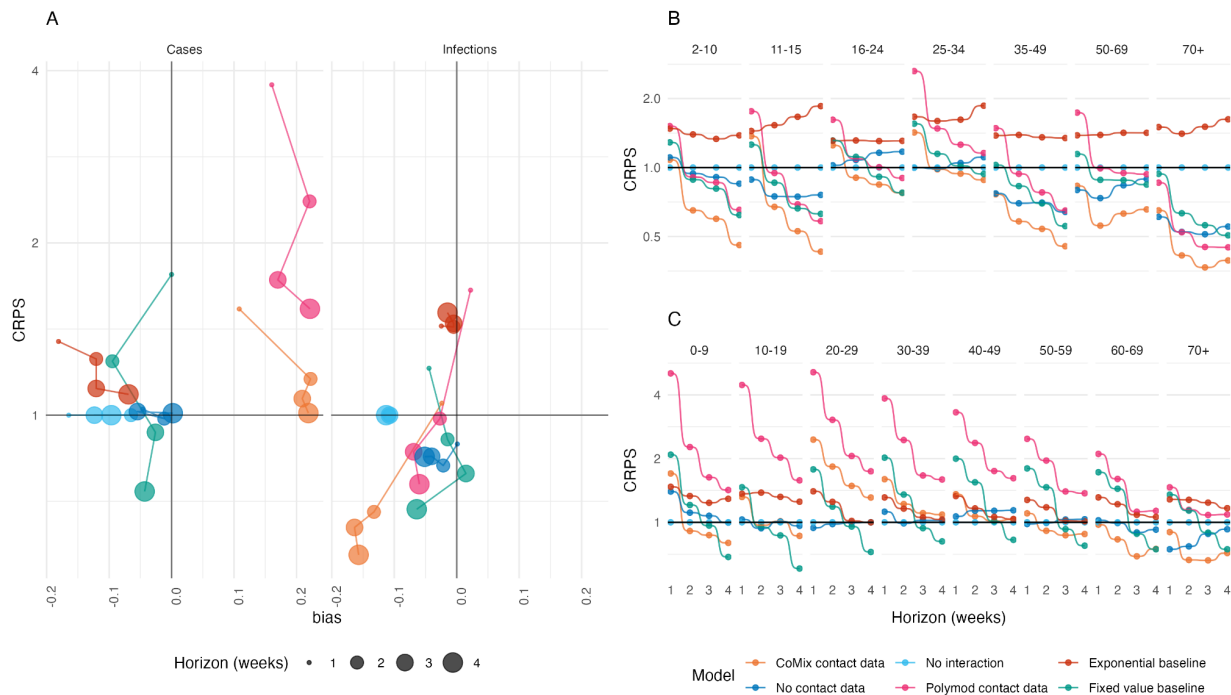 A
Cases
Infections
4
2
1
CRPS
-0.2
-0.1
0.0
0.1
0.2
-0.2
-0.1
0.0
0.1
0.2
bias
Horizon (weeks) 1 2 3 4
B
2-10 11-15 16-24 25-34 35-49 50-69 70+
2.0
1.0
0.5
CRPS
C
0-9 10-19 20-29 30-39 40-49 50-59 60-69 70+
4
1
CRPS
1 2 3 4 1 2 3 4 1 2 3 4 1 2 3 4 1 2 3 4 1 2 3 4 1 2 3 4 1 2 3 4
Horizon (weeks)
Model
CoMix contact data No interaction Exponential baseline
No contact data Polymod contact data Fixed value baseline